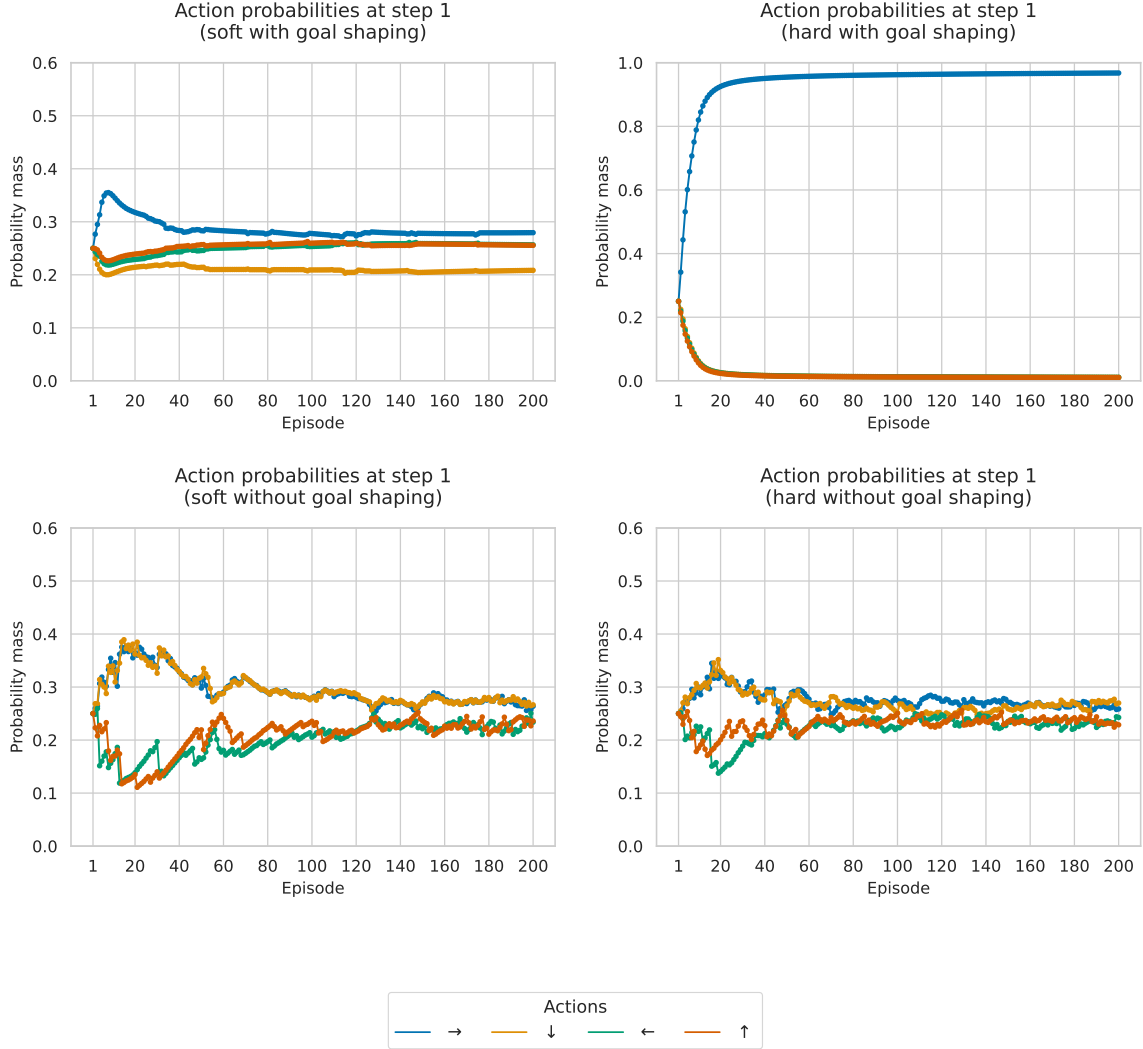 Action probabilities at step 1
(soft with goal shaping)
Action probabilities at step 1
(hard with goal shaping)
Probability mass
0.6
0.5
0.4
0.3
0.2
0.1
0.0
1 20 40 60 80 100 120 140 160 180 200
Episode
Probability mass
1.0
0.8
0.6
0.4
0.2
0.0
1 20 40 60 80 100 120 140 160 180 200
Episode
Action probabilities at step 1
(soft without goal shaping)
Action probabilities at step 1
(hard without goal shaping)
Probability mass
0.6
0.5
0.4
0.3
0.2
0.1
0.0
1 20 40 60 80 100 120 140 160 180 200
Episode
Probability mass
0.6
0.5
0.4
0.3
0.2
0.1
0.0
1 20 40 60 80 100 120 140 160 180 200
Episode
Actions
→ ↓ ← ↑